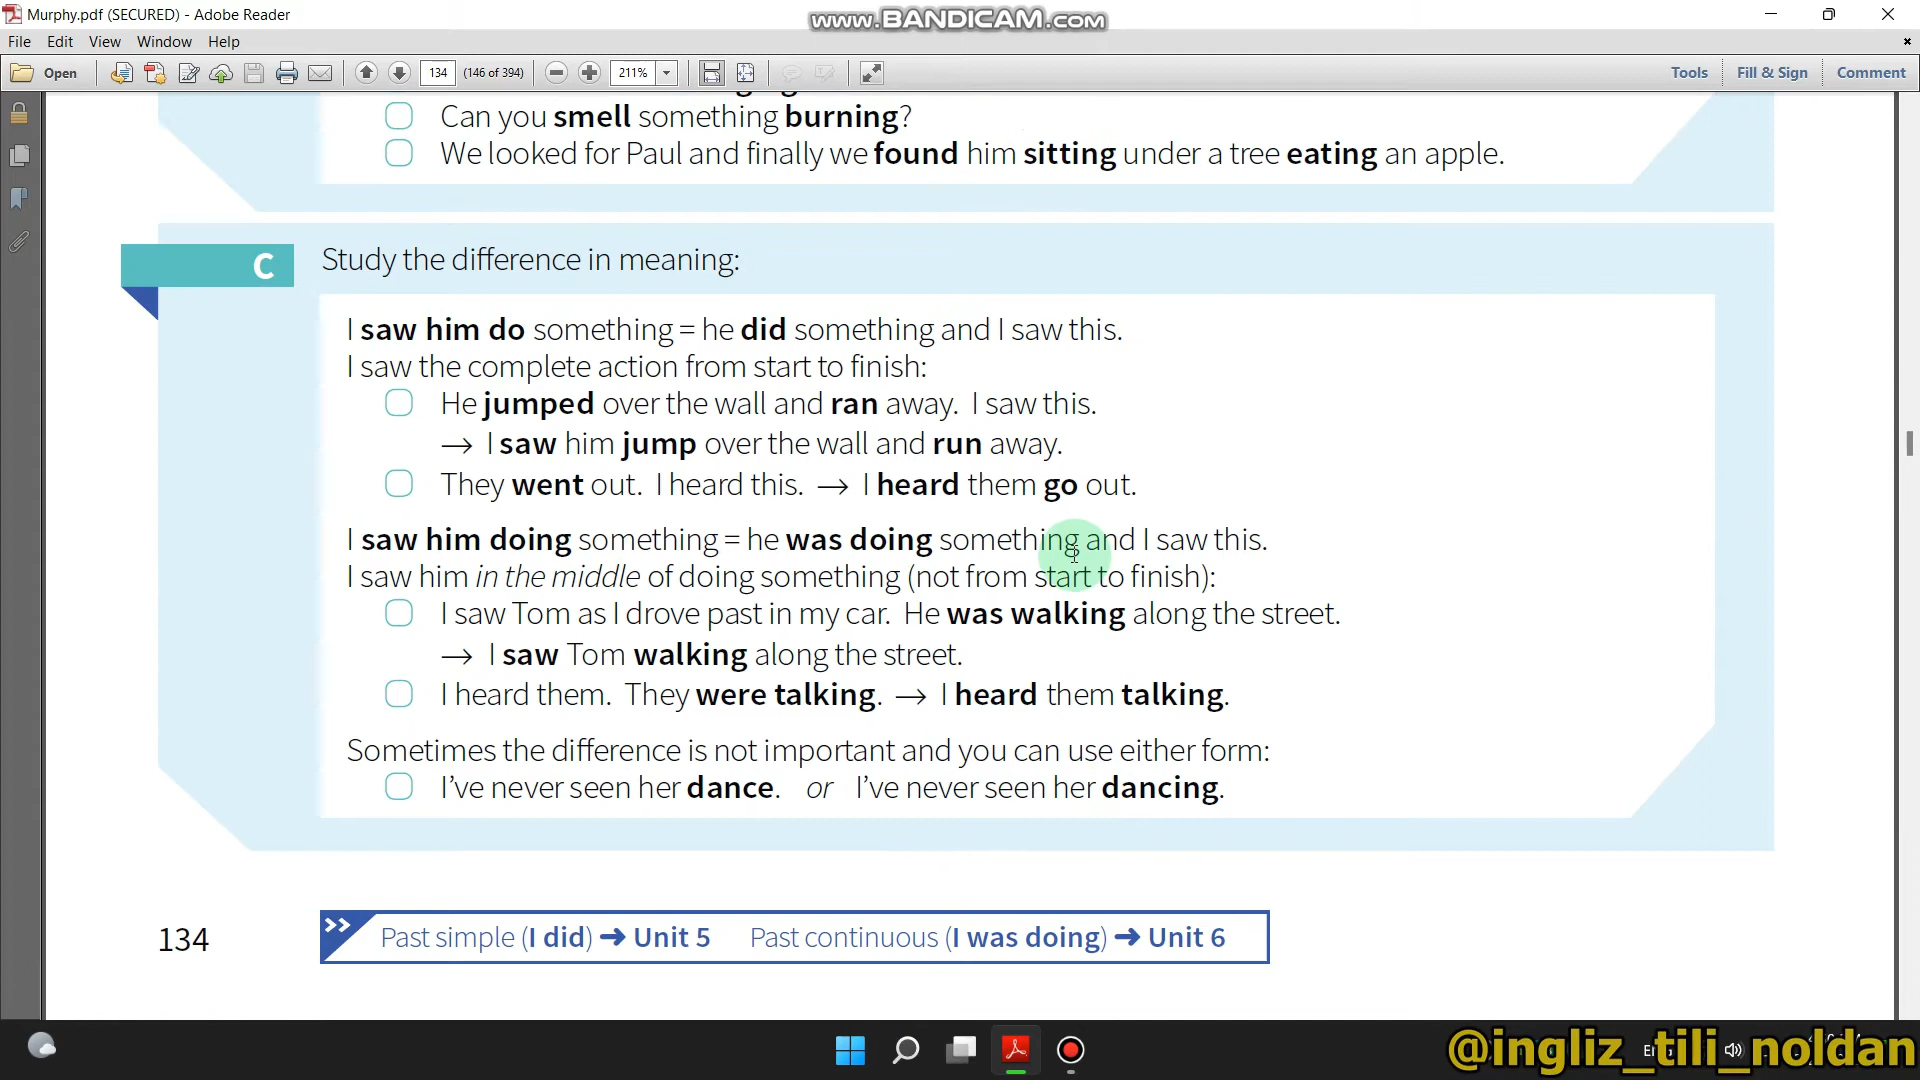 Murphy.pdf (SECURED) - Adobe Reader
www.BANDICAM.com
File Edit View Window Help
Open 134 (146 of 394) 211% Tools Fill & Sign Comment
Can you smell something burning?
We looked for Paul and finally we found him sitting under a tree eating an apple.
C Study the difference in meaning:
I saw him do something = he did something and I saw this.
I saw the complete action from start to finish:
He jumped over the wall and ran away. I saw this.
→ I saw him jump over the wall and run away.
They went out. I heard this. → I heard them go out.
I saw him doing something = he was doing something and I saw this.
I saw him in the middle of doing something (not from start to finish):
I saw Tom as I drove past in my car. He was walking along the street.
→ I saw Tom walking along the street.
I heard them. They were talking. → I heard them talking.
Sometimes the difference is not important and you can use either form:
I've never seen her dance. or I've never seen her dancing.
134 Past simple (I did) → Unit 5 Past continuous (I was doing) → Unit 6
@ingliz_tili_noldan